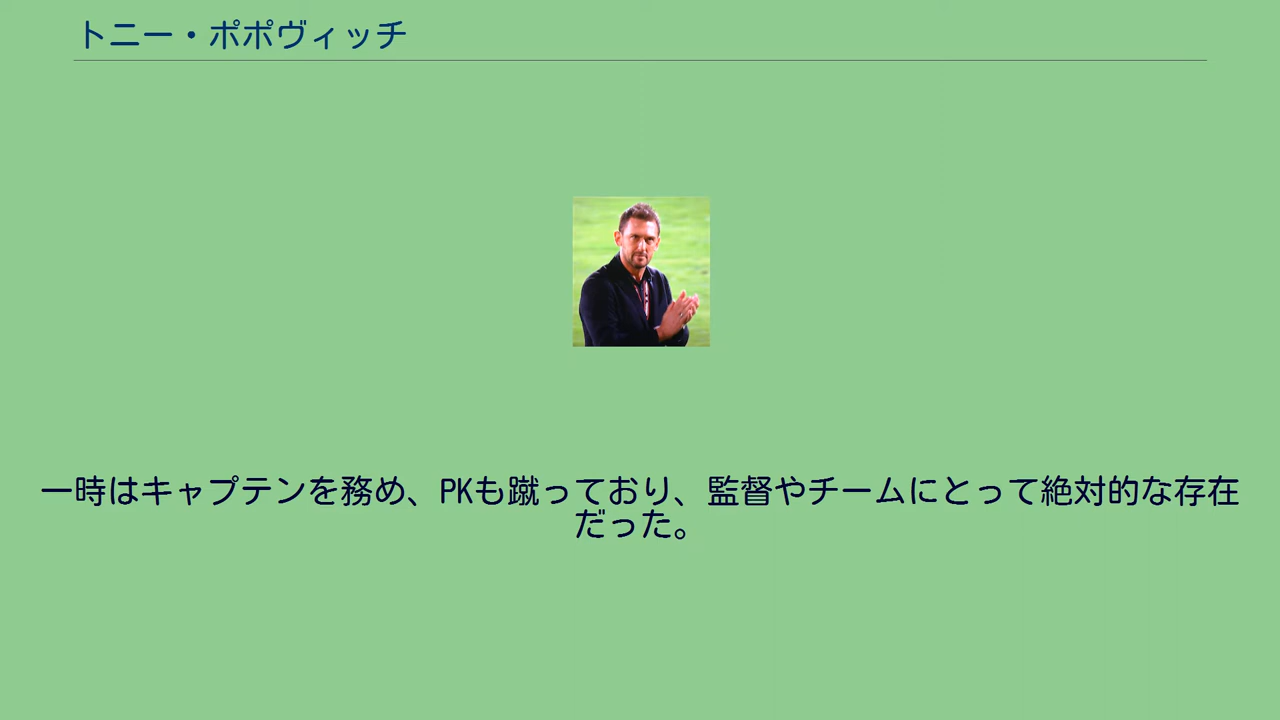 トニー・ポポヴィッチ
一時はキャプテンを務め、PKも蹴っており、監督やチームにとって絶対的な存在
だった。